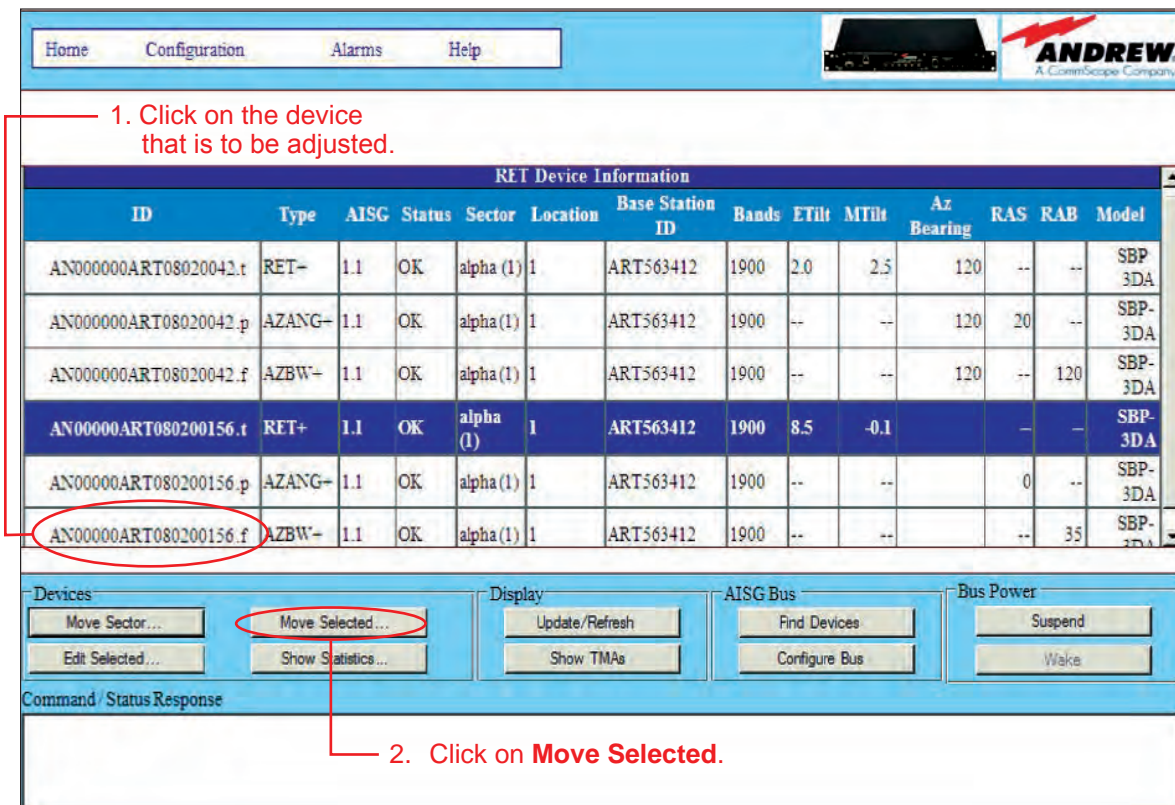 Home Configuration Alarms Help
ANDREW.
A CommScope Company
1. Click on the device
that is to be adjusted.
RET Device Information
ID Type AISG Status Sector Location Base Station ID Bands ETilt MTilt Az Bearing RAS RAB Model
AN000000ART08020042.t RET+ 1.1 OK alpha (1) 1 ART563412 1900 2.0 2.5 120 -- -- SBP 3DA
AN000000ART08020042.p AZANG+ 1.1 OK alpha(1) 1 ART563412 1900 -- -- 120 20 -- SBP-3DA
AN000000ART08020042.f AZBW+ 1.1 OK alpha(1) 1 ART563412 1900 -- -- 120 -- 120 SBP-3DA
AN00000ART080200156.t RET+ 1.1 OK alpha (1) 1 ART563412 1900 8.5 -0.1 -- -- SBP-3DA
AN00000ART080200156.p AZANG+ 1.1 OK alpha(1) 1 ART563412 1900 -- -- 0 -- SBP-3DA
AN00000ART080200156.f AZBW+ 1.1 OK alpha(1) 1 ART563412 1900 -- -- -- 35 SBP-3DA
Devices Display AISG Bus Bus Power
Move Sector... Move Selected... Update/Refresh Find Devices Suspend
Edit Selected... Show Statistics... Show TMAs Configure Bus Wake
Command / Status Response
2. Click on Move Selected.